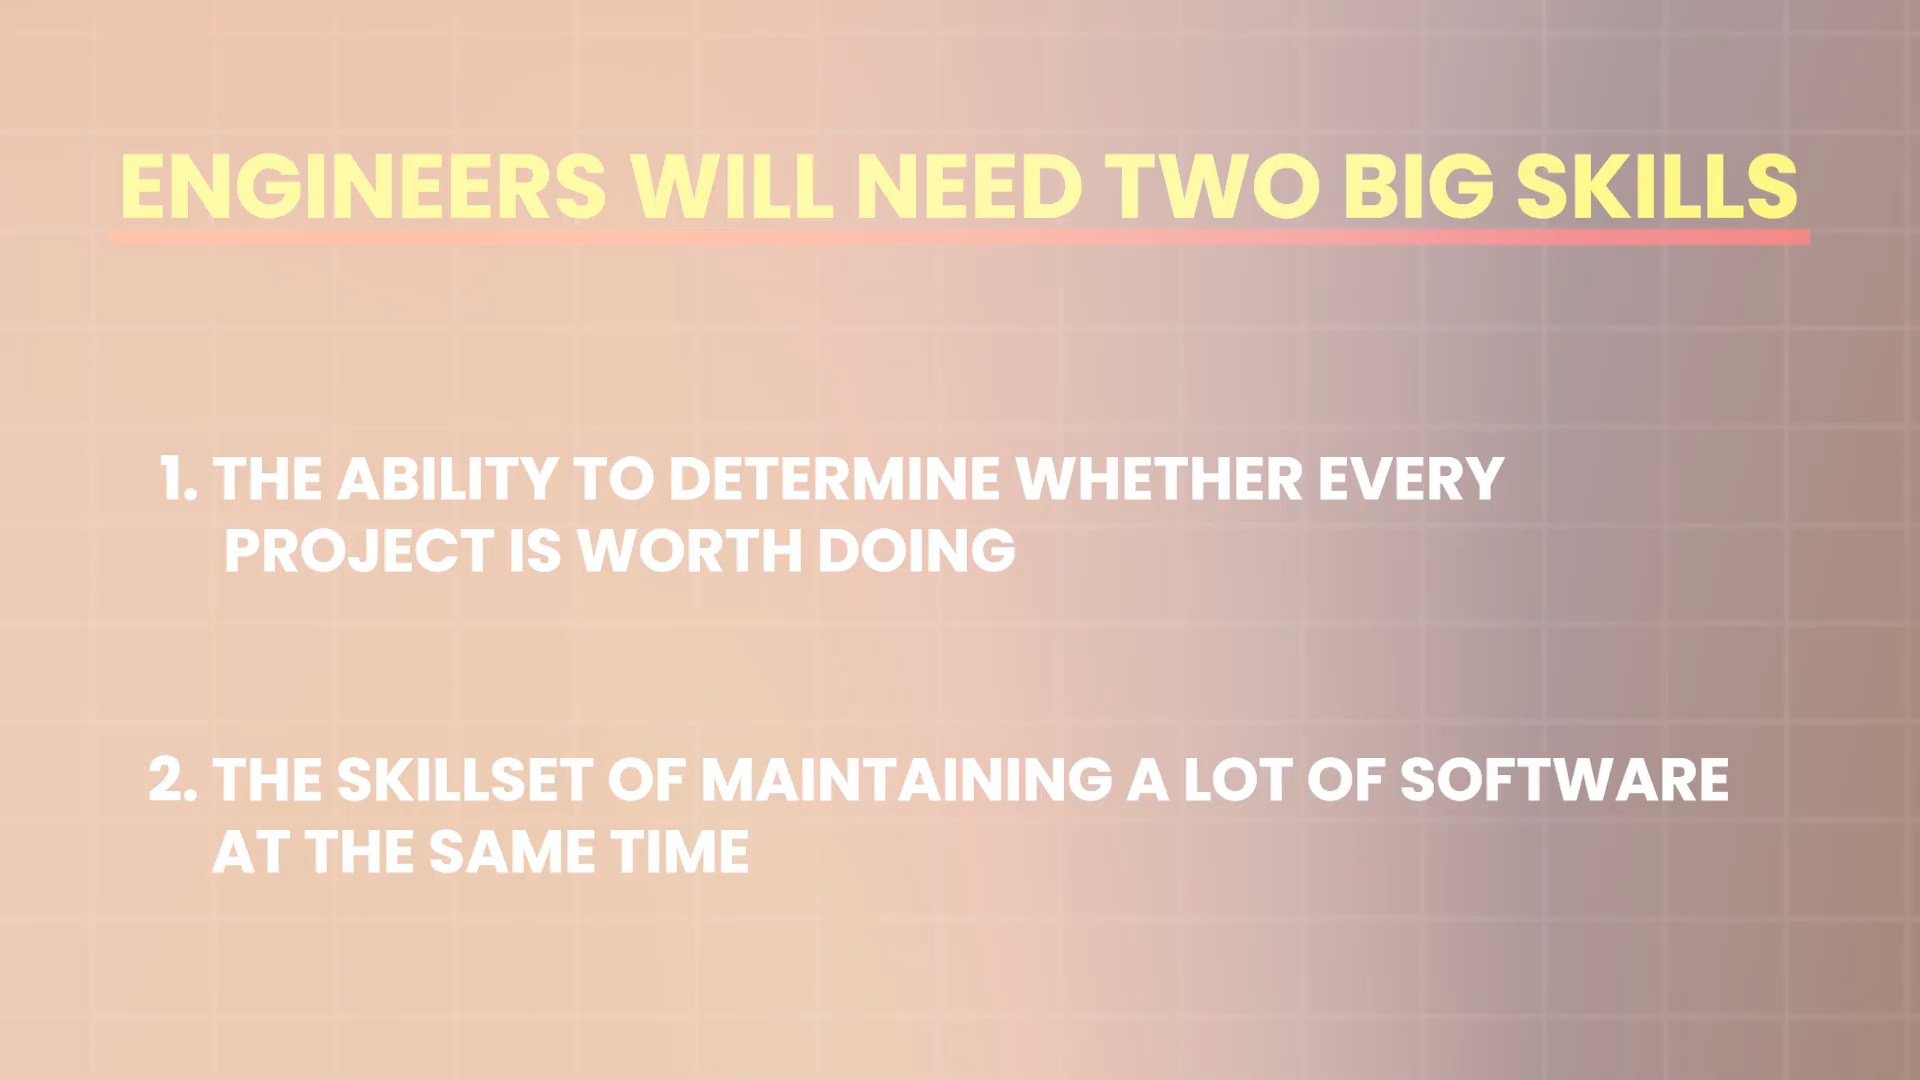 ENGINEERS WILL NEED TWO BIG SKILLS
1. THE ABILITY TO DETERMINE WHETHER EVERY
PROJECT IS WORTH DOING
2. THE SKILLSET OF MAINTAINING A LOT OF SOFTWARE
AT THE SAME TIME